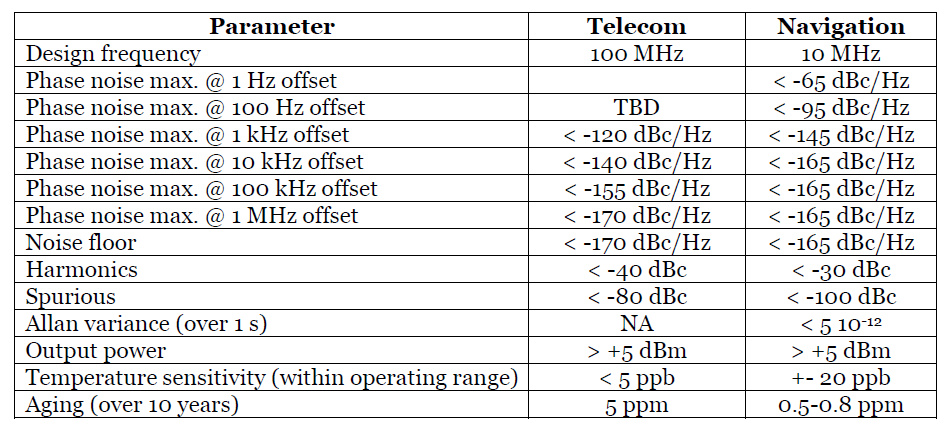 Parameter Telecom Navigation
Design frequency 100 MHz 10 MHz
Phase noise max. @ 1 Hz offset < -65 dBc/Hz
Phase noise max. @ 100 Hz offset TBD < -95 dBc/Hz
Phase noise max. @ 1 kHz offset < -120 dBc/Hz < -145 dBc/Hz
Phase noise max. @ 10 kHz offset < -140 dBc/Hz < -165 dBc/Hz
Phase noise max. @ 100 kHz offset < -155 dBc/Hz < -165 dBc/Hz
Phase noise max. @ 1 MHz offset < -170 dBc/Hz < -165 dBc/Hz
Noise floor < -170 dBc/Hz < -165 dBc/Hz
Harmonics < -40 dBc < -30 dBc
Spurious < -80 dBc < -100 dBc
Allan variance (over 1 s) NA < 5 10⁻¹²
Output power > +5 dBm > +5 dBm
Temperature sensitivity (within operating range) < 5 ppb +- 20 ppb
Aging (over 10 years) 5 ppm 0.5-0.8 ppm